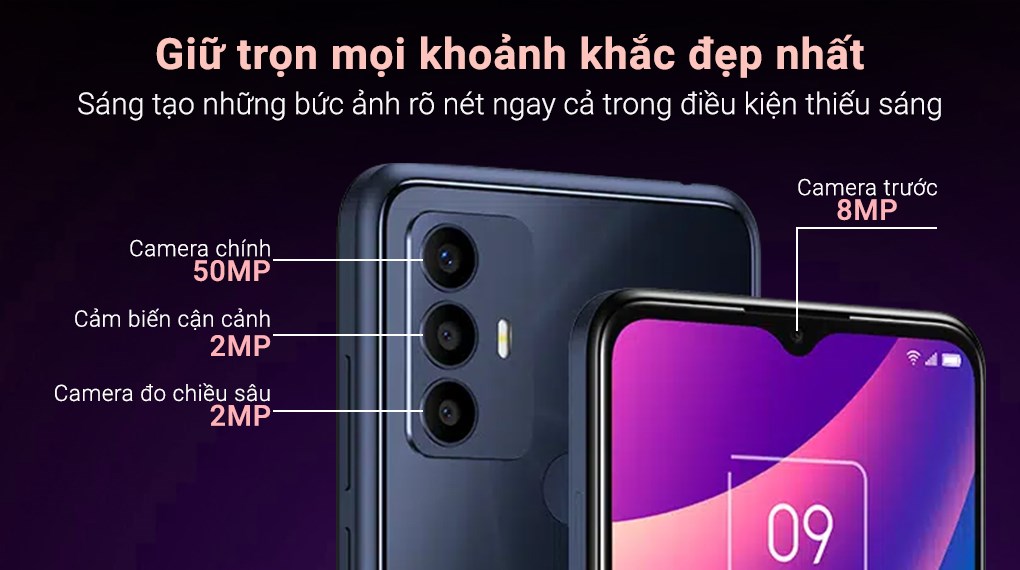 Giữ trọn mọi khoảnh khắc đẹp nhất
Sáng tạo những bức ảnh rõ nét ngay cả trong điều kiện thiếu sáng
Camera trước
8MP
Camera chính
50MP
Cảm biến cận cảnh
2MP
Camera đo chiều sâu
2MP
09